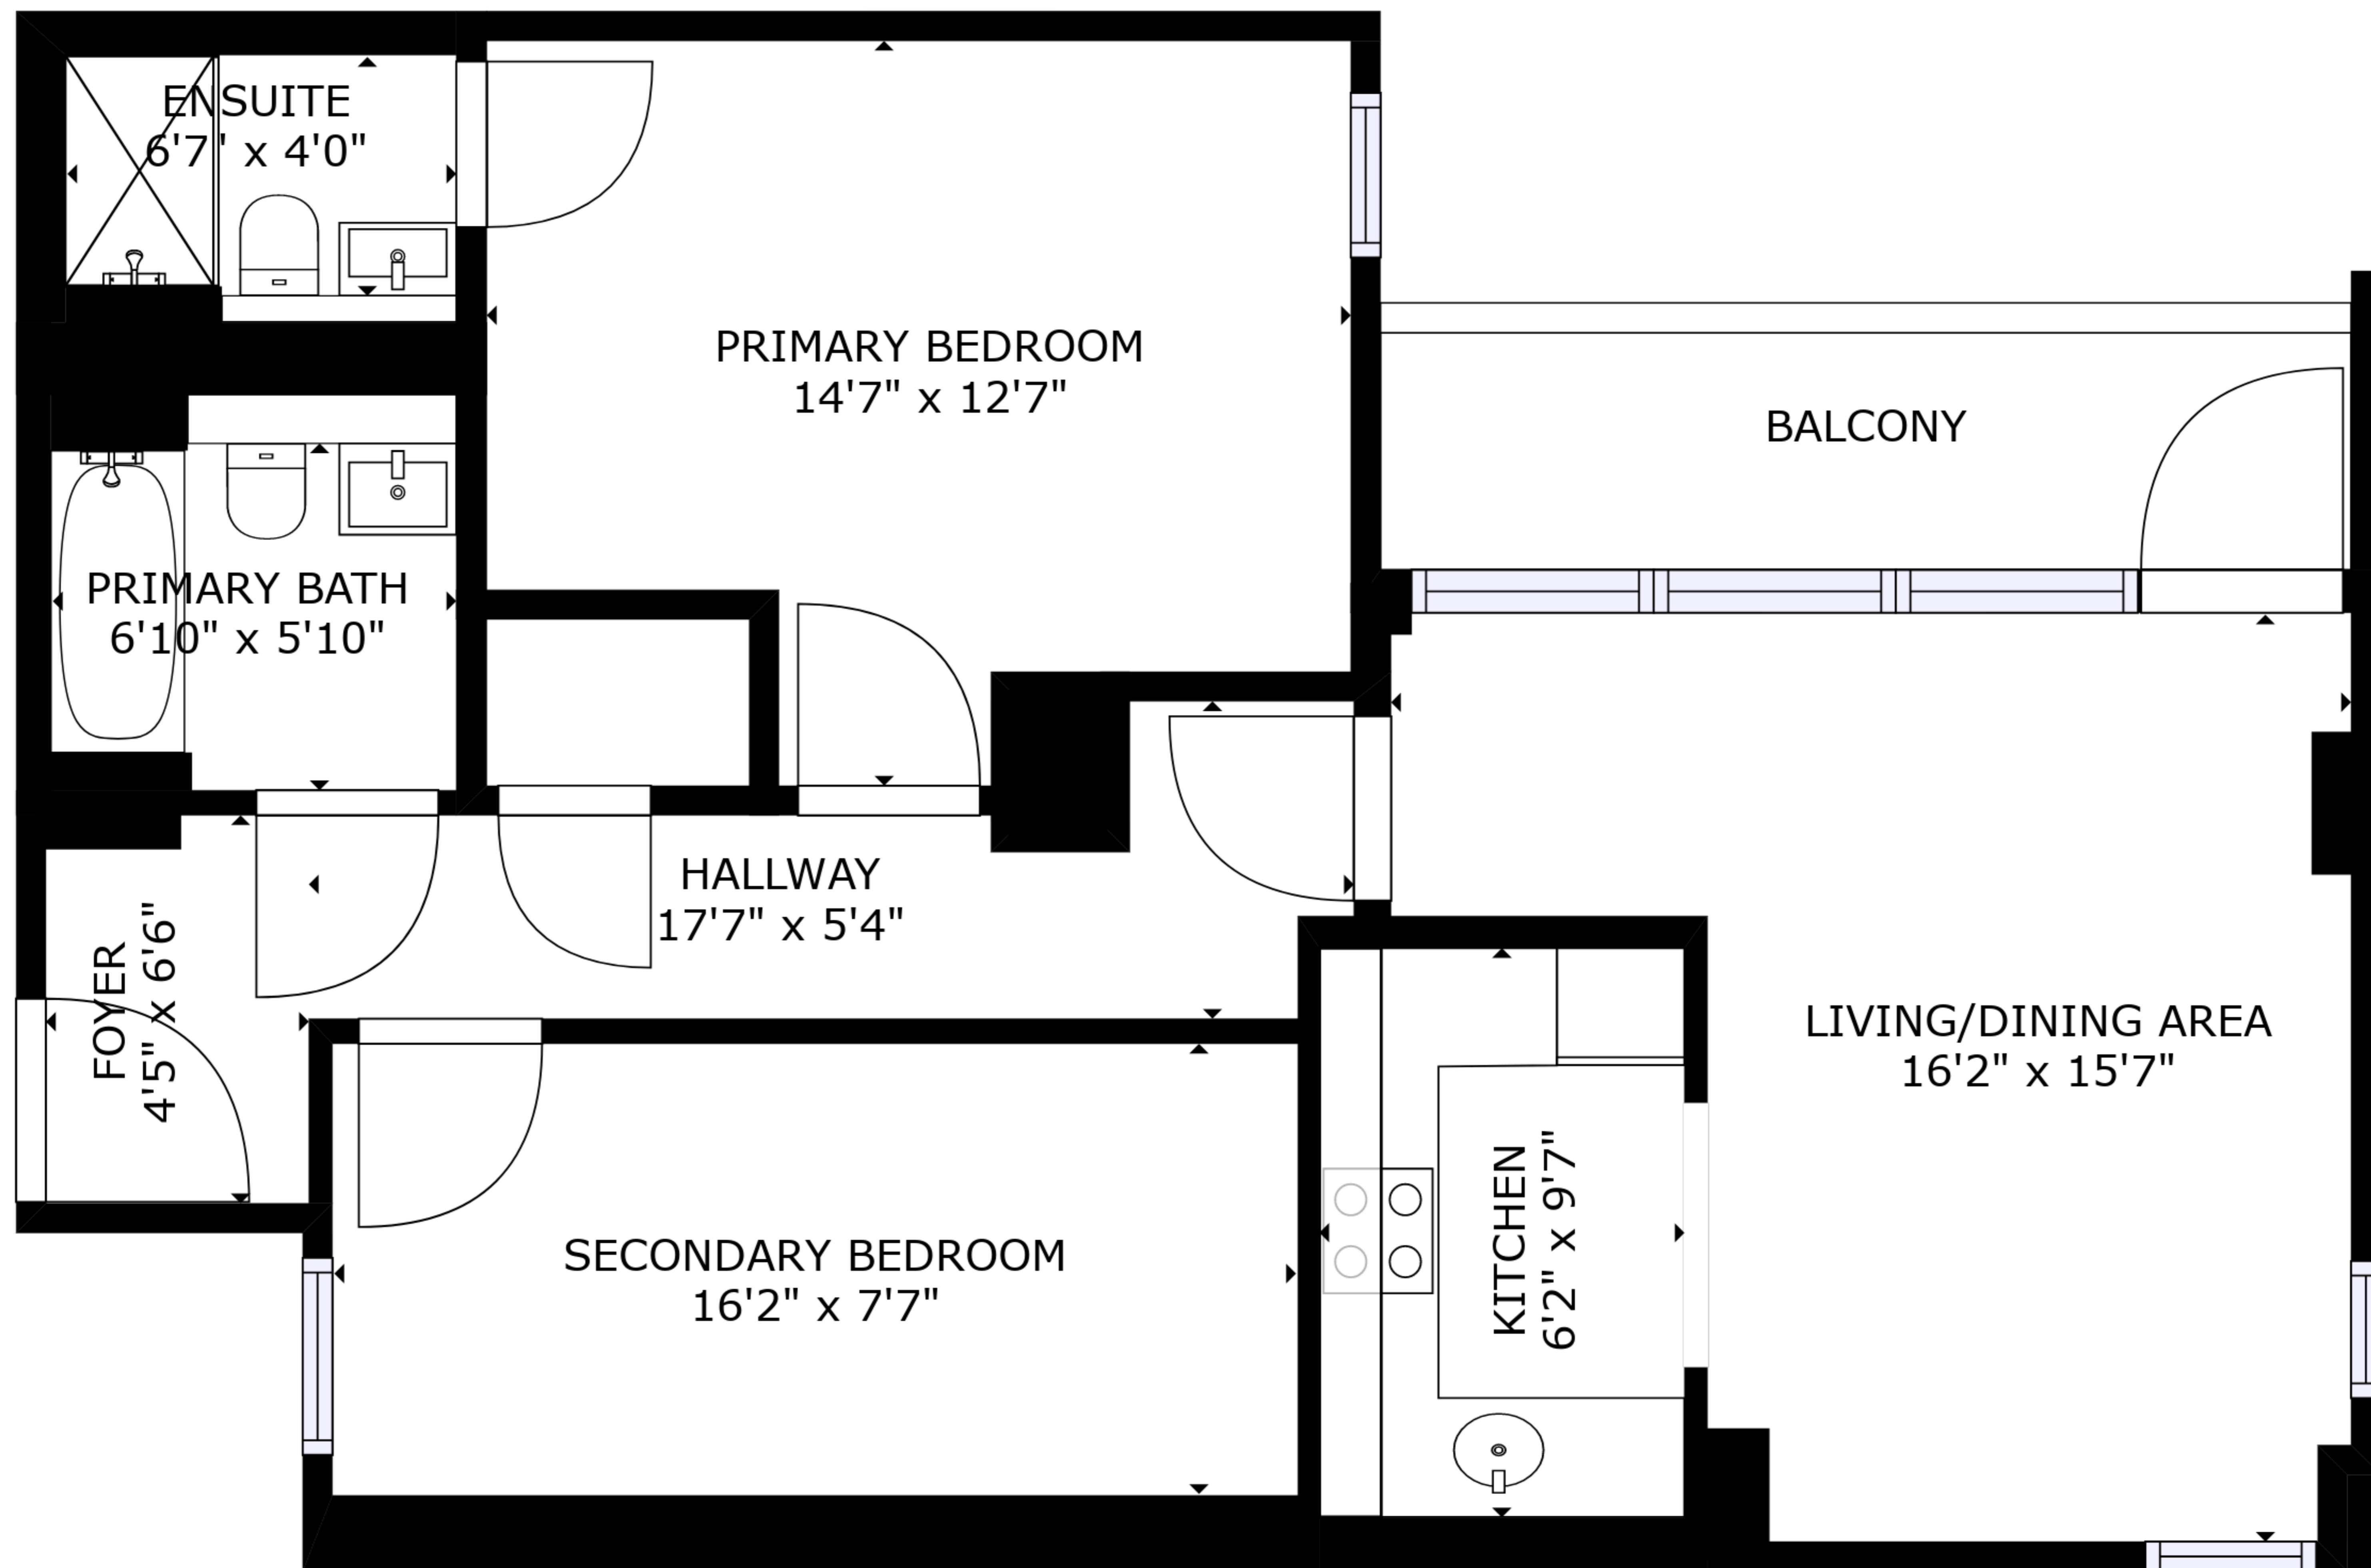 ENSUITE
6'7" x 4'0"
PRIMARY BEDROOM
14'7" x 12'7"
BALCONY
PRIMARY BATH
6'10" x 5'10"
HALLWAY
17'7" x 5'4"
FOYER
4'5" x 6'6"
LIVING/DINING AREA
16'2" x 15'7"
KITCHEN
6'2" x 9'7"
SECONDARY BEDROOM
16'2" x 7'7"